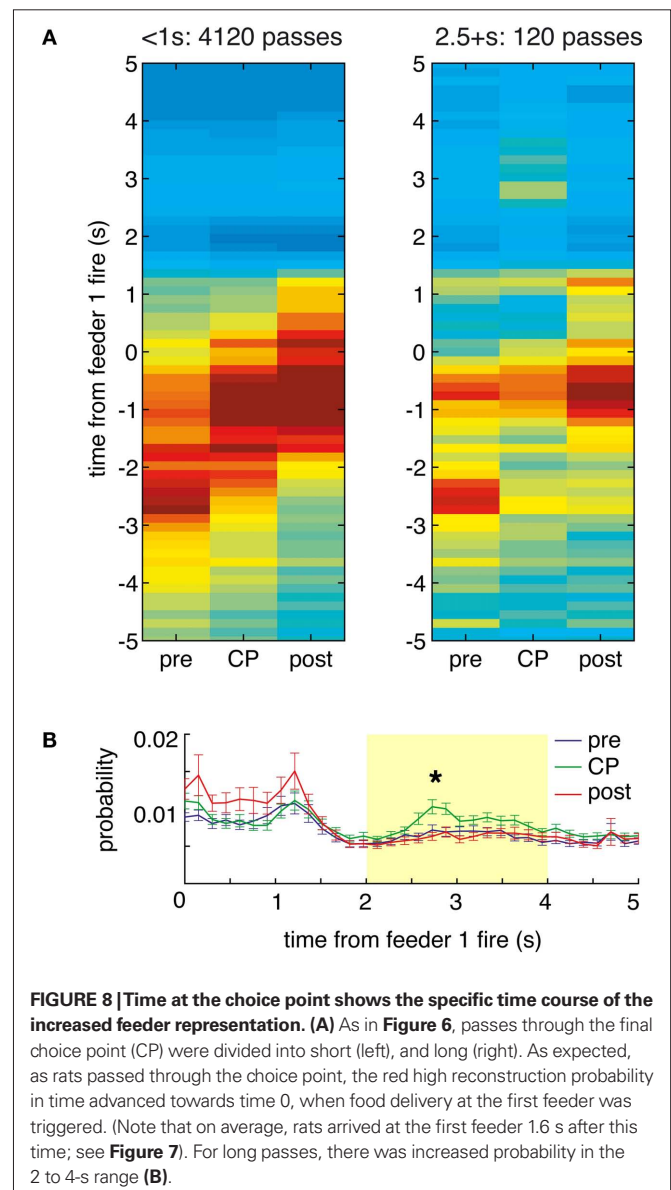 A
<1s: 4120 passes
2.5+s: 120 passes
5
4
3
2
1
0
-1
-2
-3
-4
-5
time from feeder 1 fire (s)
pre CP post
5
4
3
2
1
0
-1
-2
-3
-4
-5
pre CP post
B
0.02
0.01
probability
pre
CP
post
*
0 1 2 3 4 5
time from feeder 1 fire (s)
FIGURE 8 | Time at the choice point shows the specific time course of the
increased feeder representation. (A) As in Figure 6, passes through the final
choice point (CP) were divided into short (left), and long (right). As expected,
as rats passed through the choice point, the red high reconstruction probability
in time advanced towards time 0, when food delivery at the first feeder was
triggered. (Note that on average, rats arrived at the first feeder 1.6 s after this
time; see Figure 7). For long passes, there was increased probability in the
2 to 4-s range (B).